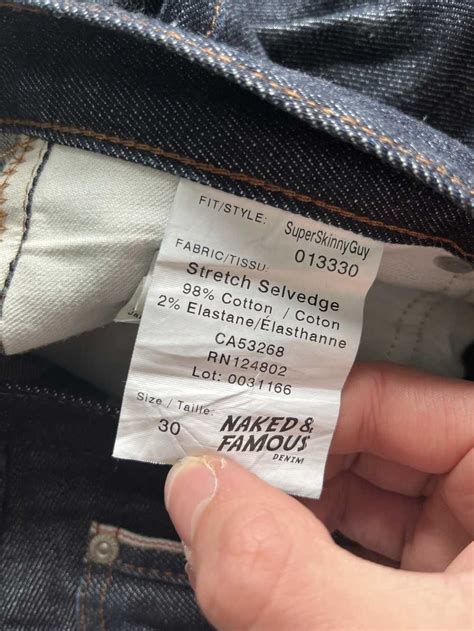 FIT/STYLE: SuperSkinnyGuy
013330
FABRIC/TISSU:
Stretch Selvedge
98% Cotton / Coton
2% Elastane/Élasthanne
CA53268
RN124802
Lot: 0031166
Size / Taille:
30
NAKED &
FAMOUS
DENIM